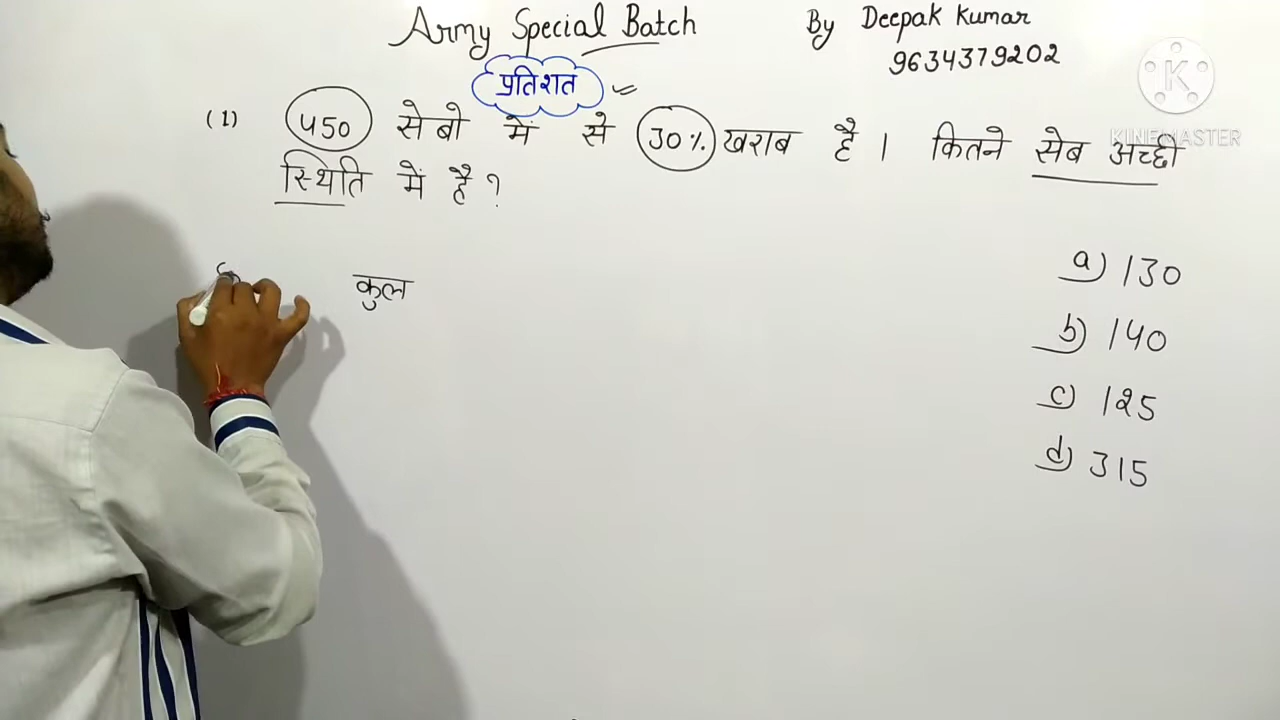 Army Special Batch
By Deepak Kumar
9634379202
प्रतिशत
K
KINEMASTER
(1) 450 सेबो में से 30% खराब है । कितने सेब अच्छी
स्थिति में है ?
कुल
a) 130
b) 140
c) 125
d) 315